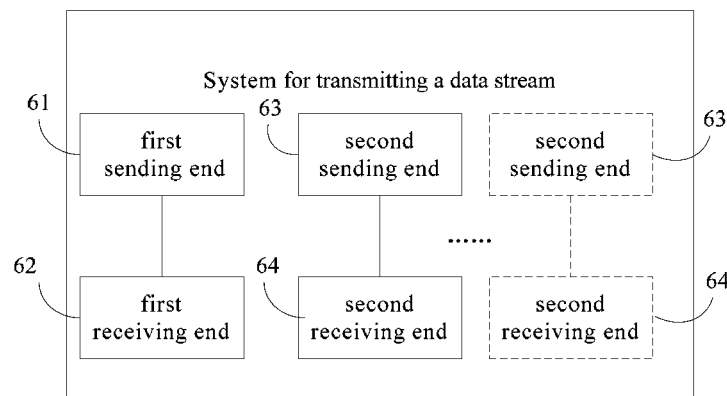 System for transmitting a data stream
61
63
63
first
sending end
second
sending end
second
sending end
......
62
64
64
first
receiving end
second
receiving end
second
receiving end